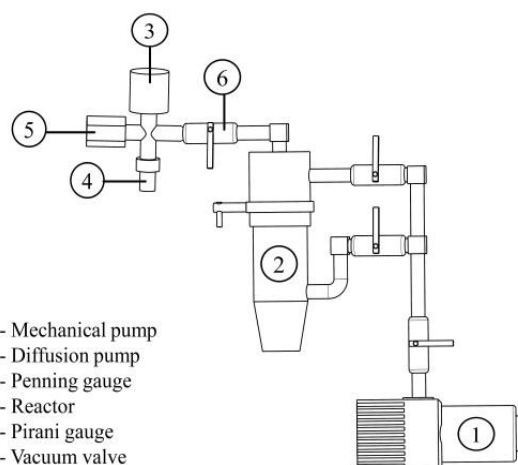 3
6
5
4
2
- Mechanical pump
- Diffusion pump
- Penning gauge
- Reactor
- Pirani gauge
- Vacuum valve
1